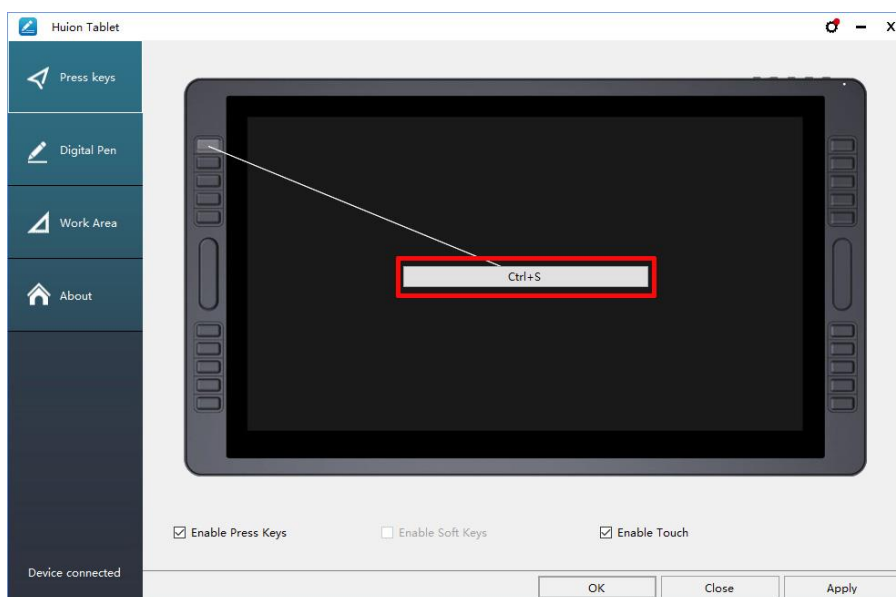 Huion Tablet
Press keys
Digital Pen
Work Area
About
Ctrl+S
Enable Press Keys
Enable Soft Keys
Enable Touch
Device connected
OK
Close
Apply